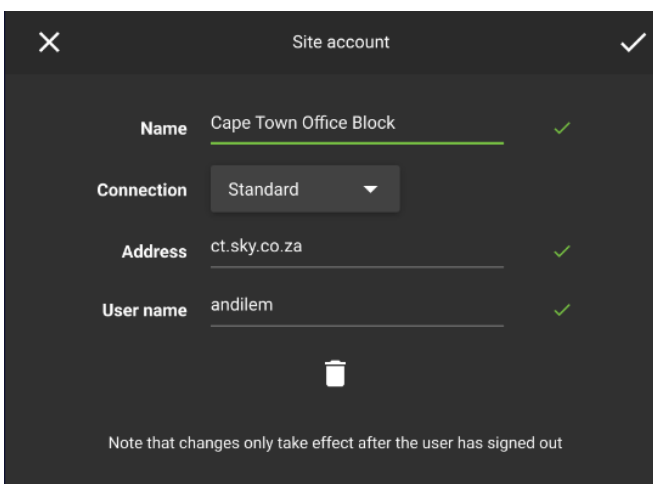 Site account
Name Cape Town Office Block
Connection Standard
Address ct.sky.co.za
User name andilem
Note that changes only take effect after the user has signed out